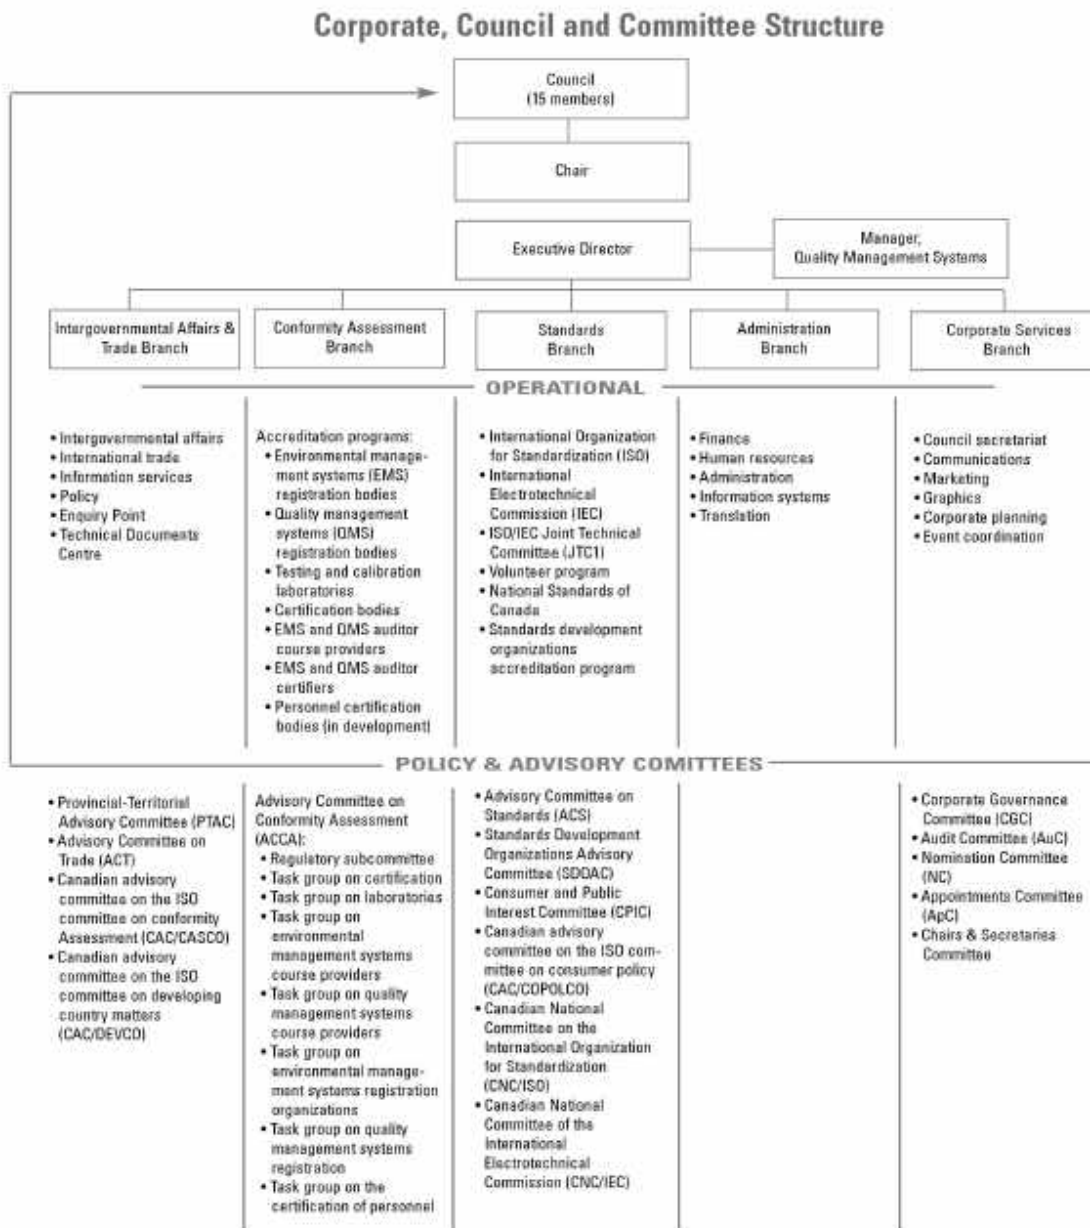 Corporate, Council and Committee Structure
Council
(15 members)
Chair
Executive Director
Manager,
Quality Management Systems
Intergovernmental Affairs &
Trade Branch
Conformity Assessment
Branch
Standards
Branch
Administration
Branch
Corporate Services
Branch
OPERATIONAL
• Intergovernmental affairs
• International trade
• Information services
• Policy
• Enquiry Point
• Technical Documents
Centre
Accreditation programs:
• Environmental manage-
ment systems (EMS)
registration bodies
• Quality management
systems (QMS)
registration bodies
• Testing and calibration
laboratories
• Certification bodies
• EMS and QMS auditor
course providers
• EMS and QMS auditor
certifiers
• Personnel certification
bodies (in development)
• International Organization
for Standardization (ISO)
• International
Electrotechnical
Commission (IEC)
• ISO/IEC Joint Technical
Committee (JTC1)
• Volunteer program
• National Standards of
Canada
• Standards development
organizations
accreditation program
• Finance
• Human resources
• Administration
• Information systems
• Translation
• Council secretariat
• Communications
• Marketing
• Graphics
• Corporate planning
• Event coordination
POLICY & ADVISORY COMITTEES
• Provincial-Territorial
Advisory Committee (PTAC)
• Advisory Committee on
Trade (ACT)
• Canadian advisory
committee on the ISO
committee on conformity
Assessment (CAC/CASCO)
• Canadian advisory
committee on the ISO
committee on developing
country matters
(CAC/DEVCO)
Advisory Committee on
Conformity Assessment
(ACCA):
• Regulatory subcommittee
• Task group on certification
• Task group on laboratories
• Task group on
environmental
management systems
course providers
• Task group on quality
management systems
course providers
• Task group on
environmental manage-
ment systems registration
organizations
• Task group on quality
management systems
registration
• Task group on the
certification of personnel
• Advisory Committee on
Standards (ACS)
• Standards Development
Organizations Advisory
Committee (SDOAC)
• Consumer and Public
Interest Committee (CPIC)
• Canadian advisory
committee on the ISO com-
mittee on consumer policy
(CAC/COPOLCO)
• Canadian National
Committee on the
International Organization
for Standardization
(CNC/ISO)
• Canadian National
Committee of the
International
Electrotechnical
Commission (CNC/IEC)
• Corporate Governance
Committee (CGC)
• Audit Committee (AuC)
• Nomination Committee
(NC)
• Appointments Committee
(ApC)
• Chairs & Secretaries
Committee